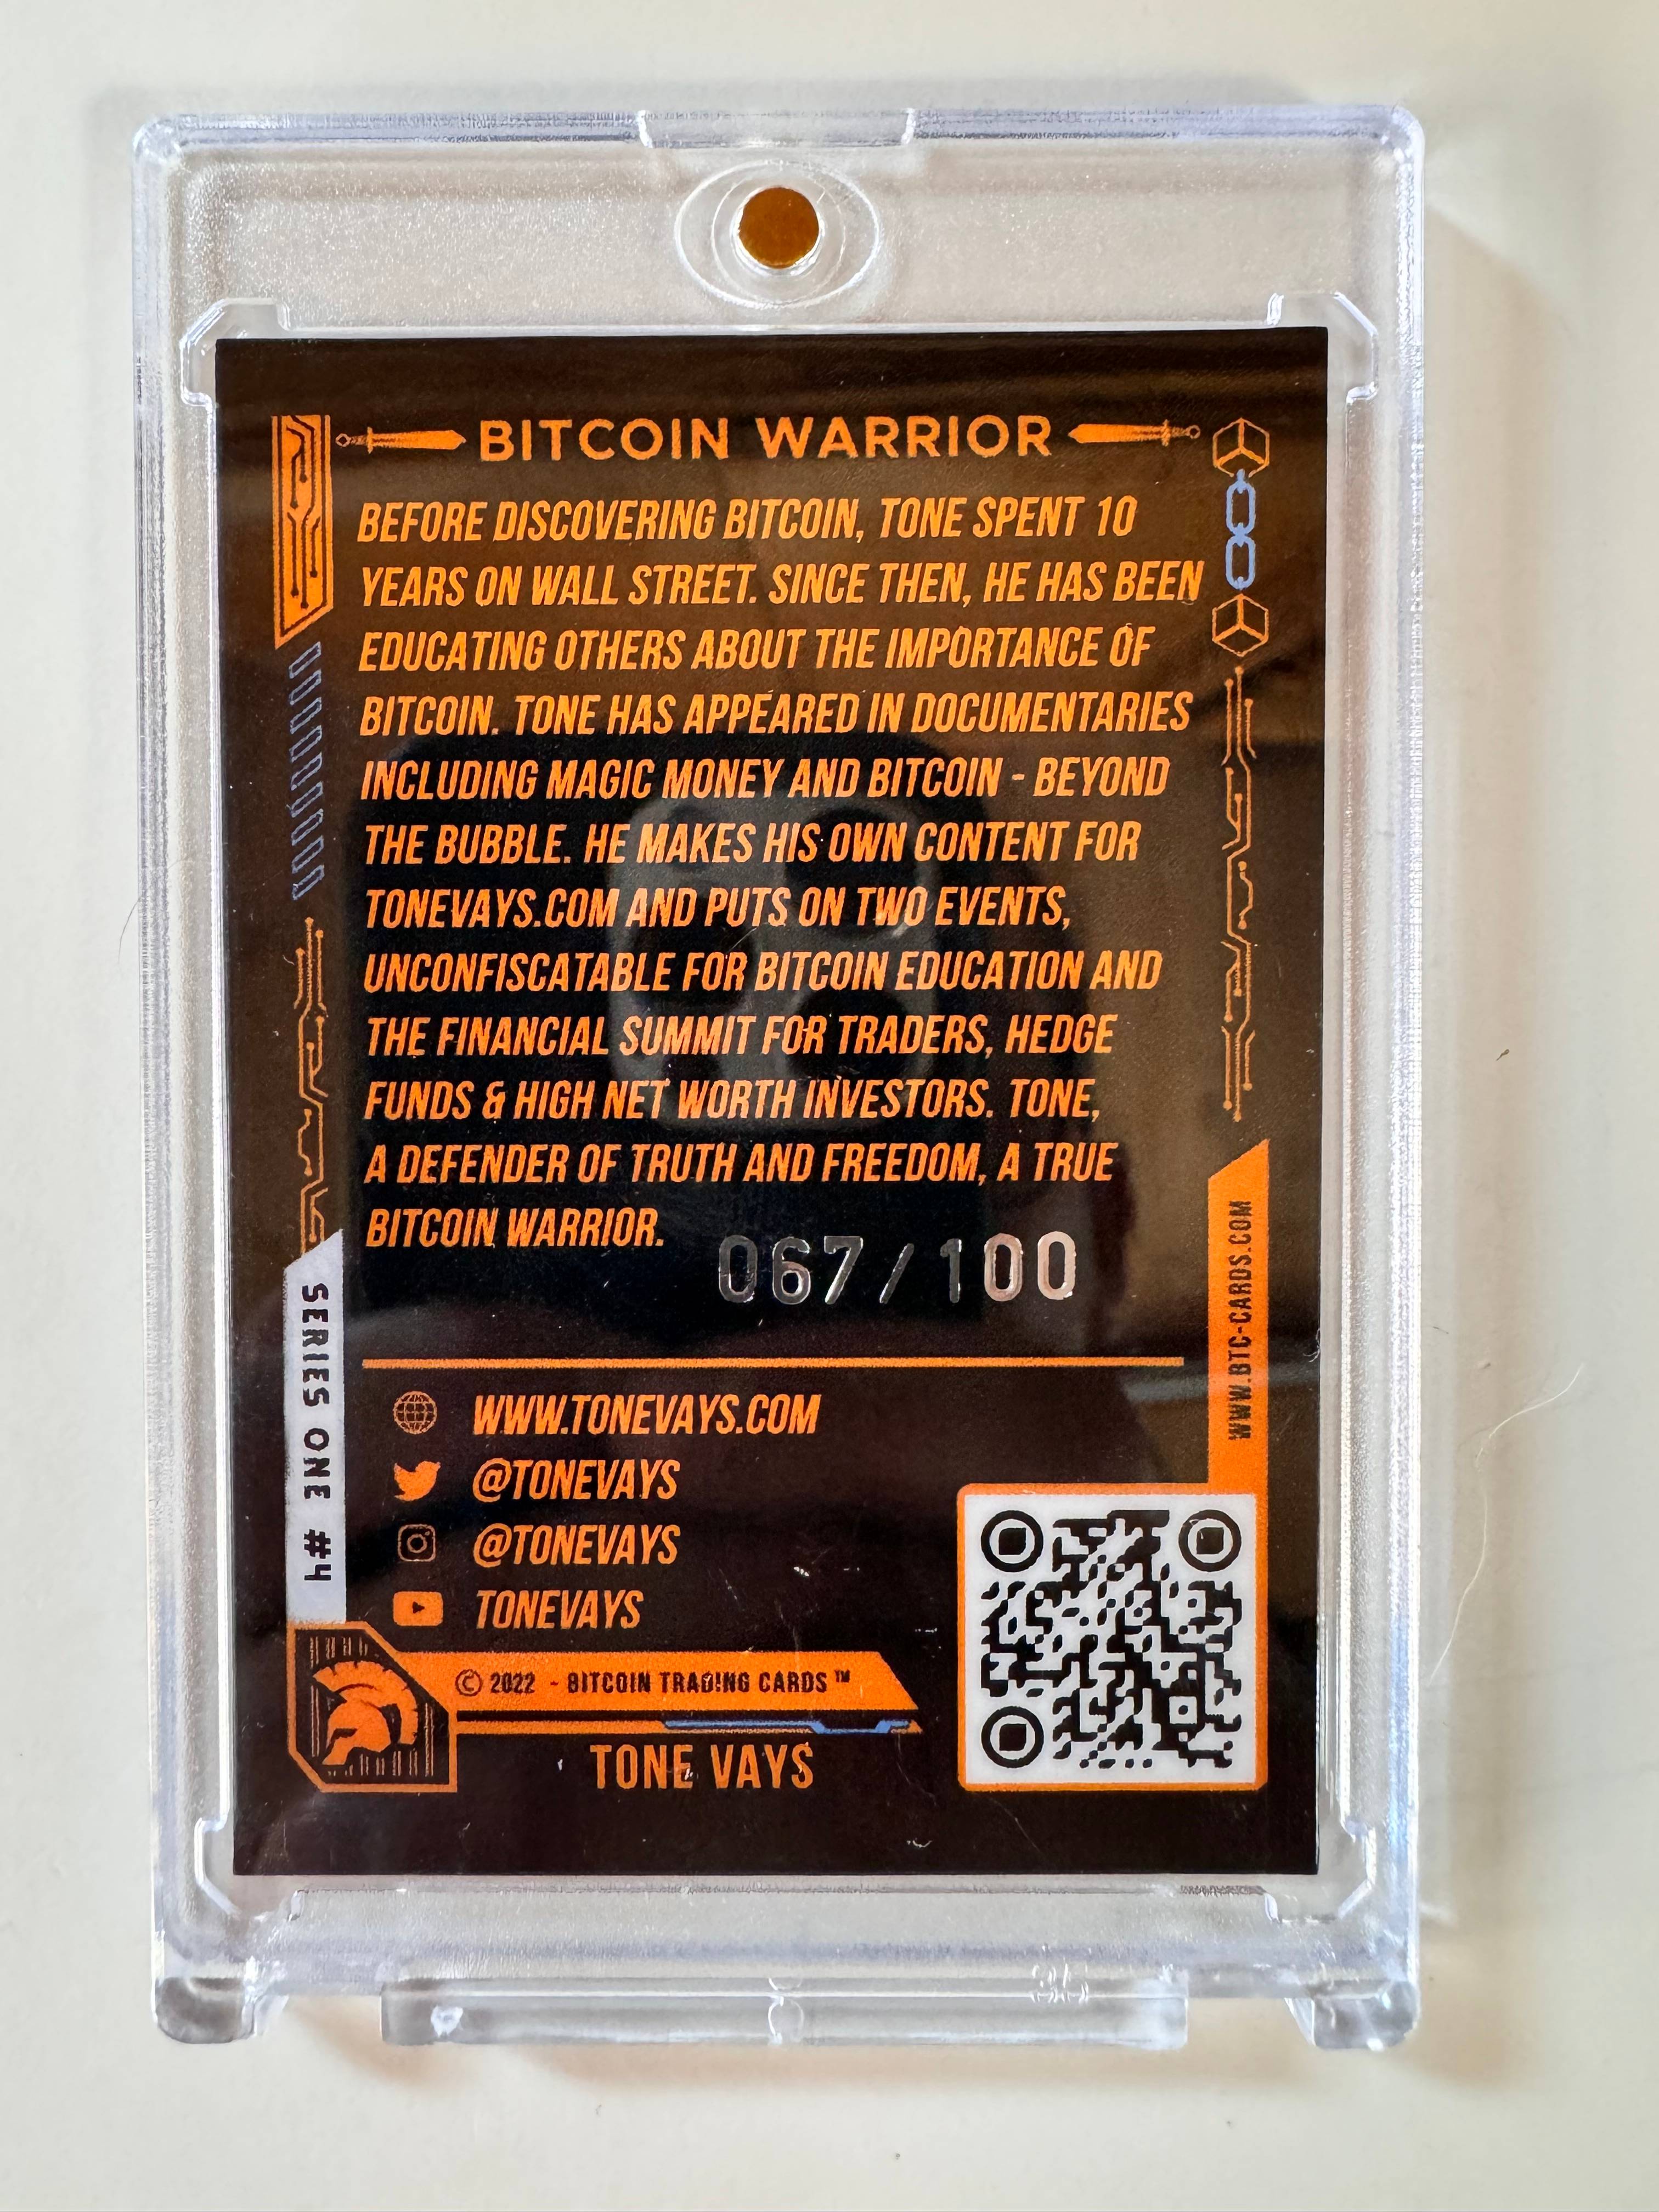 BITCOIN WARRIOR
BEFORE DISCOVERING BITCOIN, TONE SPENT 10
YEARS ON WALL STREET. SINCE THEN, HE HAS BEEN
EDUCATING OTHERS ABOUT THE IMPORTANCE OF
BITCOIN. TONE HAS APPEARED IN DOCUMENTARIES
INCLUDING MAGIC MONEY AND BITCOIN - BEYOND
THE BUBBLE. HE MAKES HIS OWN CONTENT FOR
TONEVAYS.COM AND PUTS ON TWO EVENTS,
UNCONFISCATABLE FOR BITCOIN EDUCATION AND
THE FINANCIAL SUMMIT FOR TRADERS, HEDGE
FUNDS & HIGH NET WORTH INVESTORS. TONE,
A DEFENDER OF TRUTH AND FREEDOM, A TRUE
BITCOIN WARRIOR.
067/100
SERIES ONE #4
WWW.BTC-CARDS.COM
WWW.TONEVAYS.COM
@TONEVAYS
@TONEVAYS
TONEVAYS
© 2022 - BITCOIN TRADING CARDS™
TONE VAYS